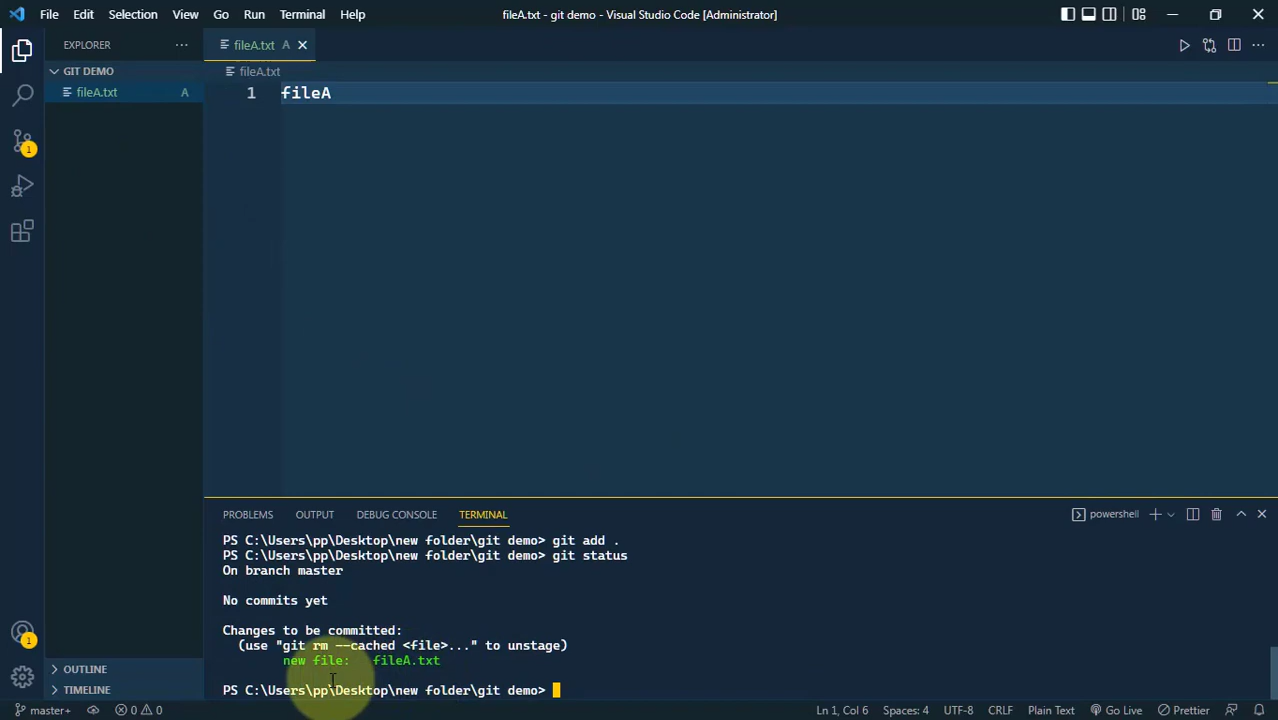 File Edit Selection View Go Run Terminal Help
fileA.txt - git demo - Visual Studio Code [Administrator]
EXPLORER ...
fileA.txt A
GIT DEMO
fileA.txt
fileA.txt A
1 fileA
1
1
PROBLEMS OUTPUT DEBUG CONSOLE TERMINAL
powershell
PS C:\Users\pp\Desktop\new folder\git demo> git add .
PS C:\Users\pp\Desktop\new folder\git demo> git status
On branch master
No commits yet
Changes to be committed:
(use "git rm --cached <file>..." to unstage)
new file: fileA.txt
PS C:\Users\pp\Desktop\new folder\git demo>
OUTLINE
TIMELINE
master+ 0 0 Ln 1, Col 6 Spaces: 4 UTF-8 CRLF Plain Text Go Live Prettier